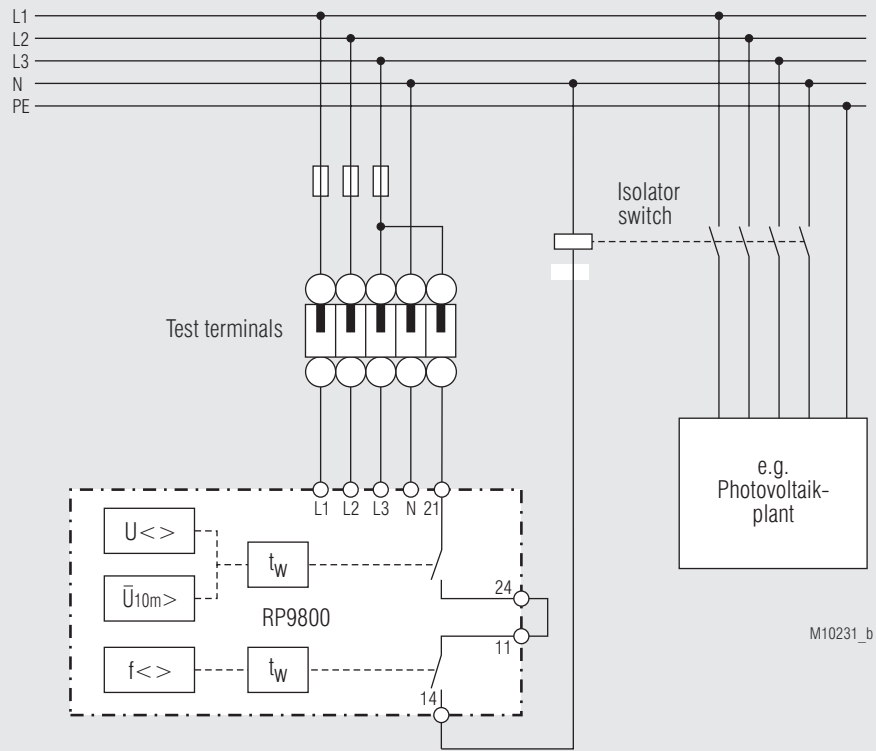 L1
L2
L3
N
PE
Isolator
switch
Test terminals
L1 L2 L3 N 21
U<>
tW
24
Ū10m>
RP9800
11
f<>
tW
14
e.g.
Photovoltaik-
plant
M10231_b